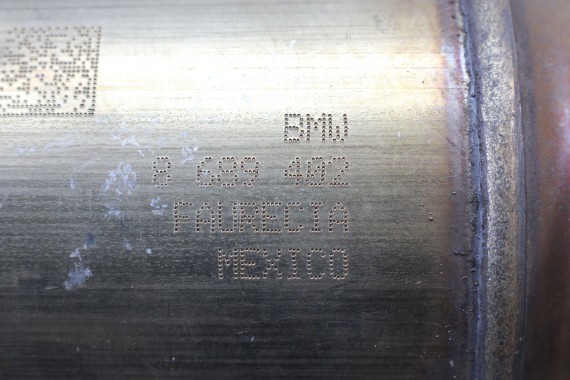 BMW
8 689 402
FAURECIA
MEXICO